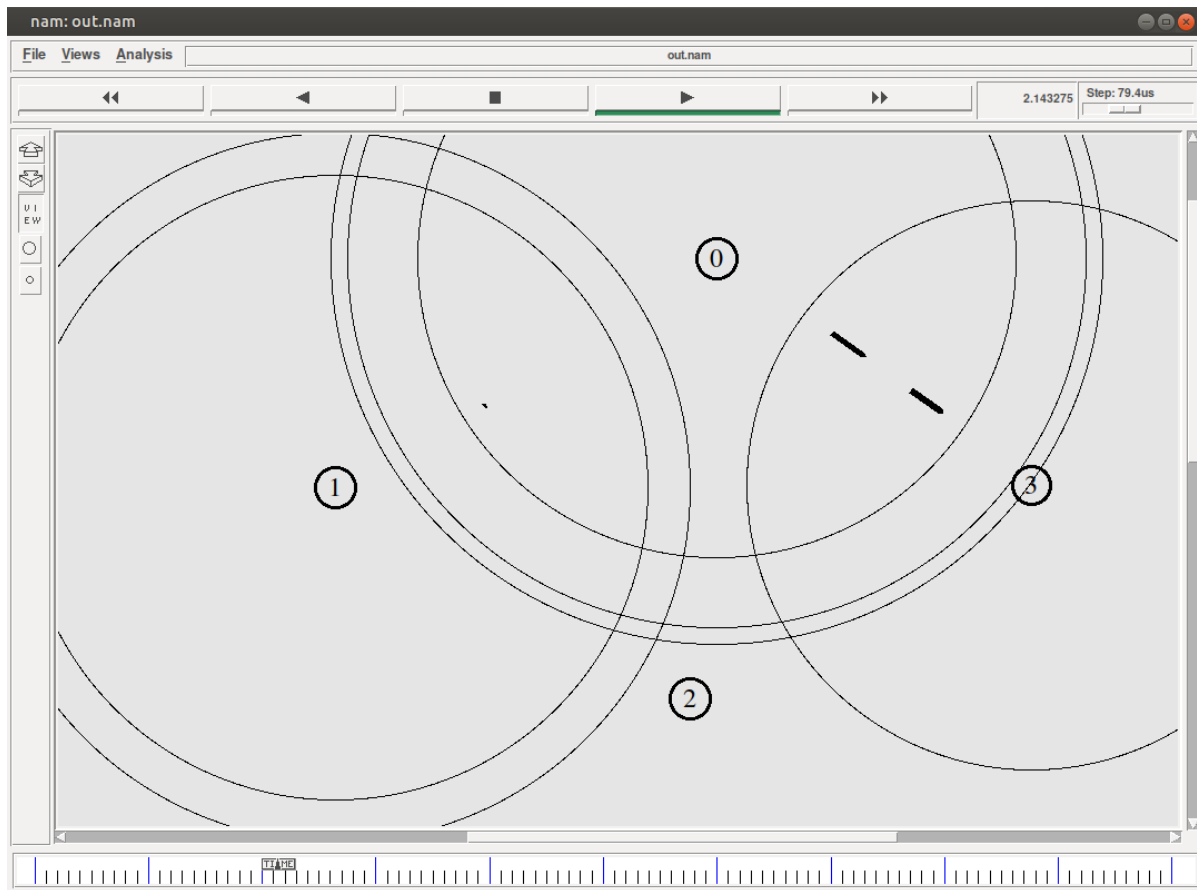 nam: out.nam
File Views Analysis out.nam
2.143275 Step: 79.4us
VI
EW
0
1
3
2
TIME